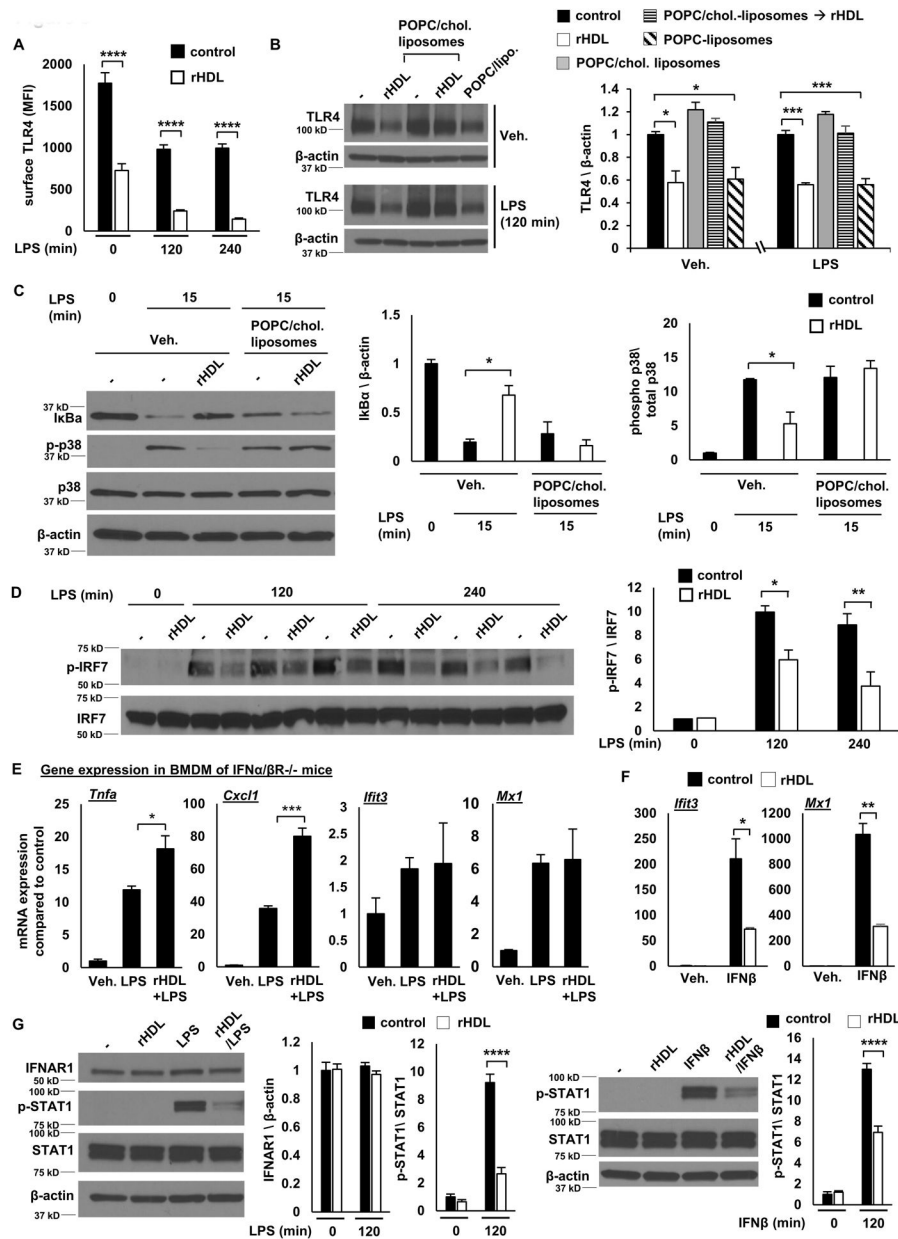 A
surface TLR4 (MFI)
2000
1500
1000
500
0
****
****
****
control
rHDL
LPS (min)
0
120
240
B
POPC/chol.
liposomes
-
rHDL
-
rHDL
POPC/lipo.
TLR4
100 kD
β-actin
37 kD
Veh.
TLR4
100 kD
β-actin
37 kD
LPS
(120 min)
control
rHDL
POPC/chol. liposomes
POPC/chol.-liposomes → rHDL
POPC-liposomes
TLR4 \ β-actin
1.4
1.2
1
0.8
0.6
0.4
0.2
0
*
*
***
***
Veh.
LPS
C
LPS
(min)
0
15
15
Veh.
POPC/chol.
liposomes
-
-
rHDL
-
rHDL
37 kD
IκBa
p-p38
37 kD
p38
37 kD
β-actin
37 kD
IκBα \ β-actin
1.5
1
0.5
0
*
Veh.
POPC/chol.
liposomes
LPS
(min)
0
15
15
control
rHDL
phospho p38\
total p38
20
15
10
5
0
*
Veh.
POPC/chol.
liposomes
LPS
(min)
0
15
15
D
LPS (min)
0
120
240
-
rHDL
-
rHDL
-
rHDL
-
rHDL
-
rHDL
-
rHDL
-
rHDL
75 kD
p-IRF7
50 kD
75 kD
IRF7
50 kD
control
rHDL
p-IRF7 \ IRF7
12
10
8
6
4
2
0
*
**
LPS (min)
0
120
240
E
Gene expression in BMDM of IFNα/βR-/- mice
mRNA expression
compared to control
Tnfa
25
20
15
10
5
0
*
Veh. LPS rHDL
+LPS
Cxcl1
100
80
60
40
20
0
***
Veh. LPS rHDL
+LPS
Ifit3
4
3.5
3
2.5
2
1.5
1
0.5
0
Veh. LPS rHDL
+LPS
Mx1
10
8
6
4
2
0
Veh. LPS rHDL
+LPS
F
control
rHDL
Ifit3
300
250
200
150
100
50
0
*
Veh. IFNβ
Mx1
1200
1000
800
600
400
200
0
**
Veh. IFNβ
G
-
rHDL
LPS
rHDL
/LPS
IFNAR1
50 kD
100 kD
p-STAT1
75 kD
100 kD
STAT1
75 kD
β-actin
37 kD
control
rHDL
IFNAR1 \ β-actin
1.2
1
0.8
0.6
0.4
0.2
0
p-STAT1\ STAT1
12
10
8
6
4
2
0
****
LPS (min)
0
120
0
120
-
rHDL
IFNβ
rHDL
/IFNβ
100 kD
p-STAT1
75 kD
100 kD
STAT1
75 kD
β-actin
37 kD
control
rHDL
p-STAT1\ STAT1
16
14
12
10
8
6
4
2
0
****
IFNβ (min)
0
120